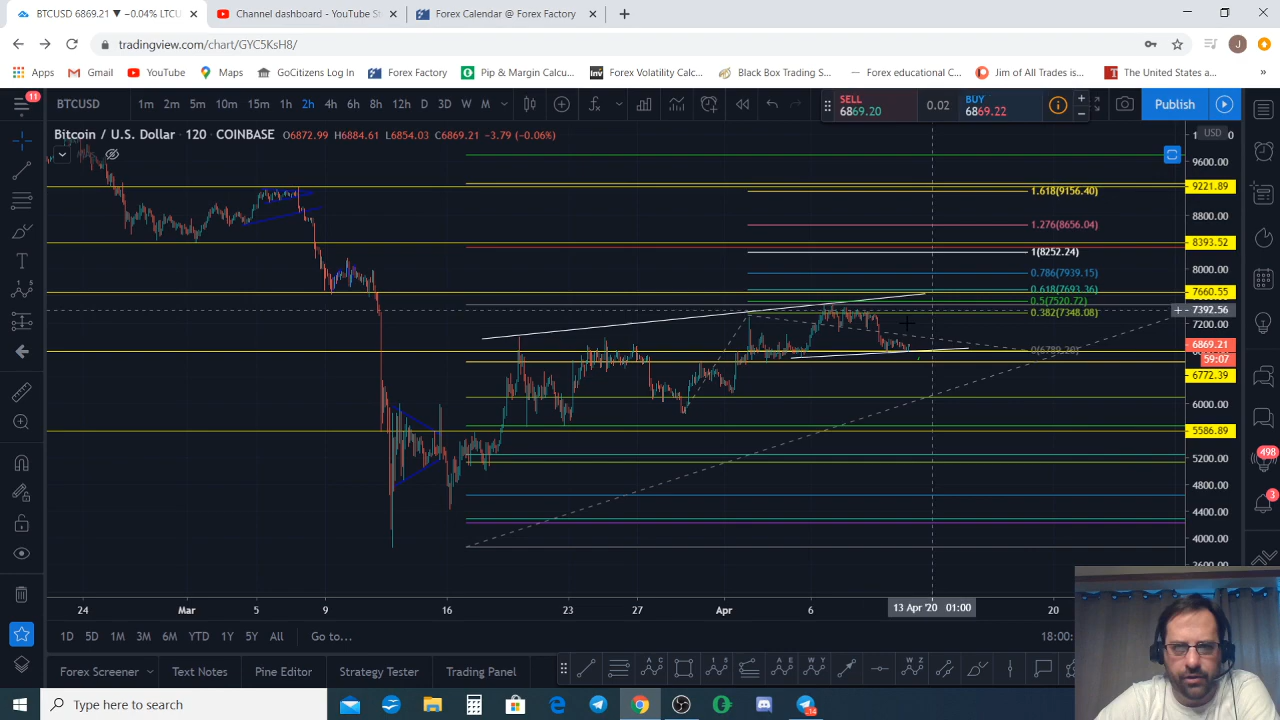 BTCUSD 6869.21 ▼ −0.04% LTCU
Channel dashboard - YouTube St
Forex Calendar @ Forex Factory
tradingview.com/chart/GYC5KsH8/
J
Apps
Gmail
YouTube
Maps
GoCitizens Log In
ForexFactory
Pip & Margin Calcu...
Forex Volatility Calc...
Black Box Trading S...
Forex educational C...
Jim of All Trades is...
The United States a...
»
11
BTCUSD
1m 2m 5m 10m 15m 1h 2h 4h 6h 8h 12h D 3D W M
SELL
6869.20
0.02
BUY
6869.22
Publish
Bitcoin / U.S. Dollar · 120 · COINBASE O6872.99 H6884.61 L6854.03 C6869.21 −3.79 (−0.06%)
USD
9600.00
9221.89
8800.00
8393.52
8000.00
7660.55
7392.56
7200.00
6869.21
59:07
6772.39
6000.00
5586.89
5200.00
4800.00
4400.00
4000.00
1.618(9156.40)
1.276(8656.04)
1(8252.24)
0.786(7939.15)
0.618(7693.36)
0.5(7520.72)
0.382(7348.08)
0(6789.20)
498
3
24 Mar 5 9 16 23 27 Apr 6 13 Apr '20 01:00 20
1D 5D 1M 3M 6M YTD 1Y 5Y All Go to...
18:00:
Forex Screener
Text Notes
Pine Editor
Strategy Tester
Trading Panel
Type here to search
14